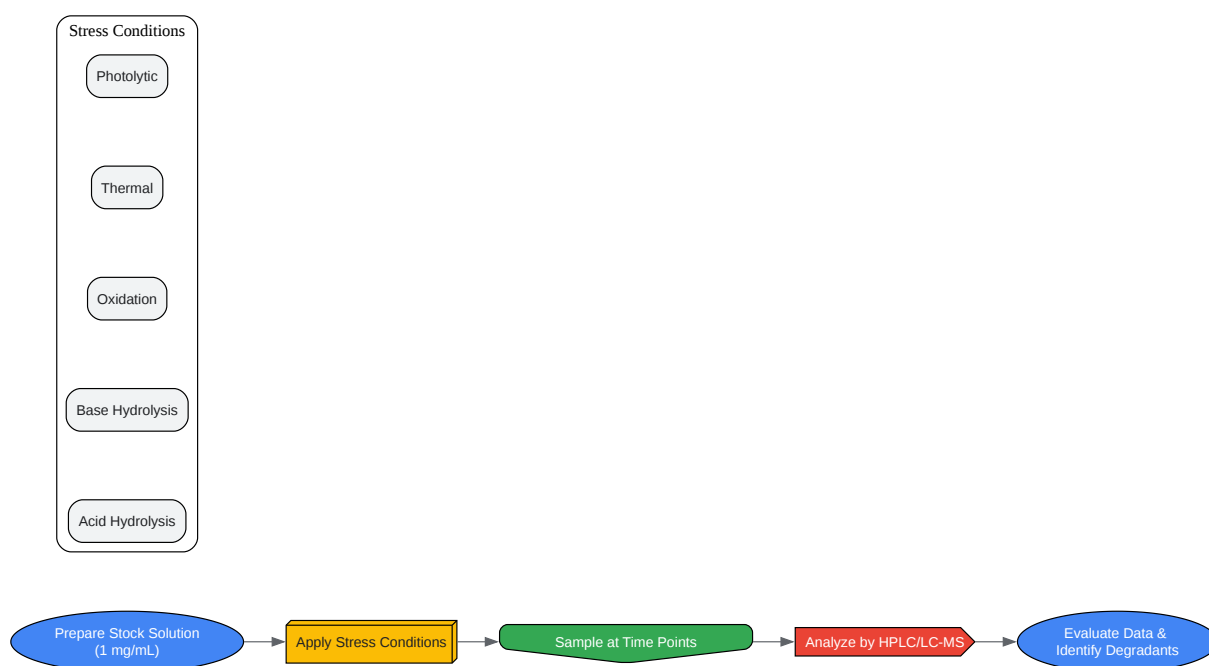 Stress Conditions
Photolytic
Thermal
Oxidation
Base Hydrolysis
Acid Hydrolysis
Prepare Stock Solution
(1 mg/mL)
Apply Stress Conditions
Sample at Time Points
Analyze by HPLC/LC-MS
Evaluate Data &
Identify Degradants